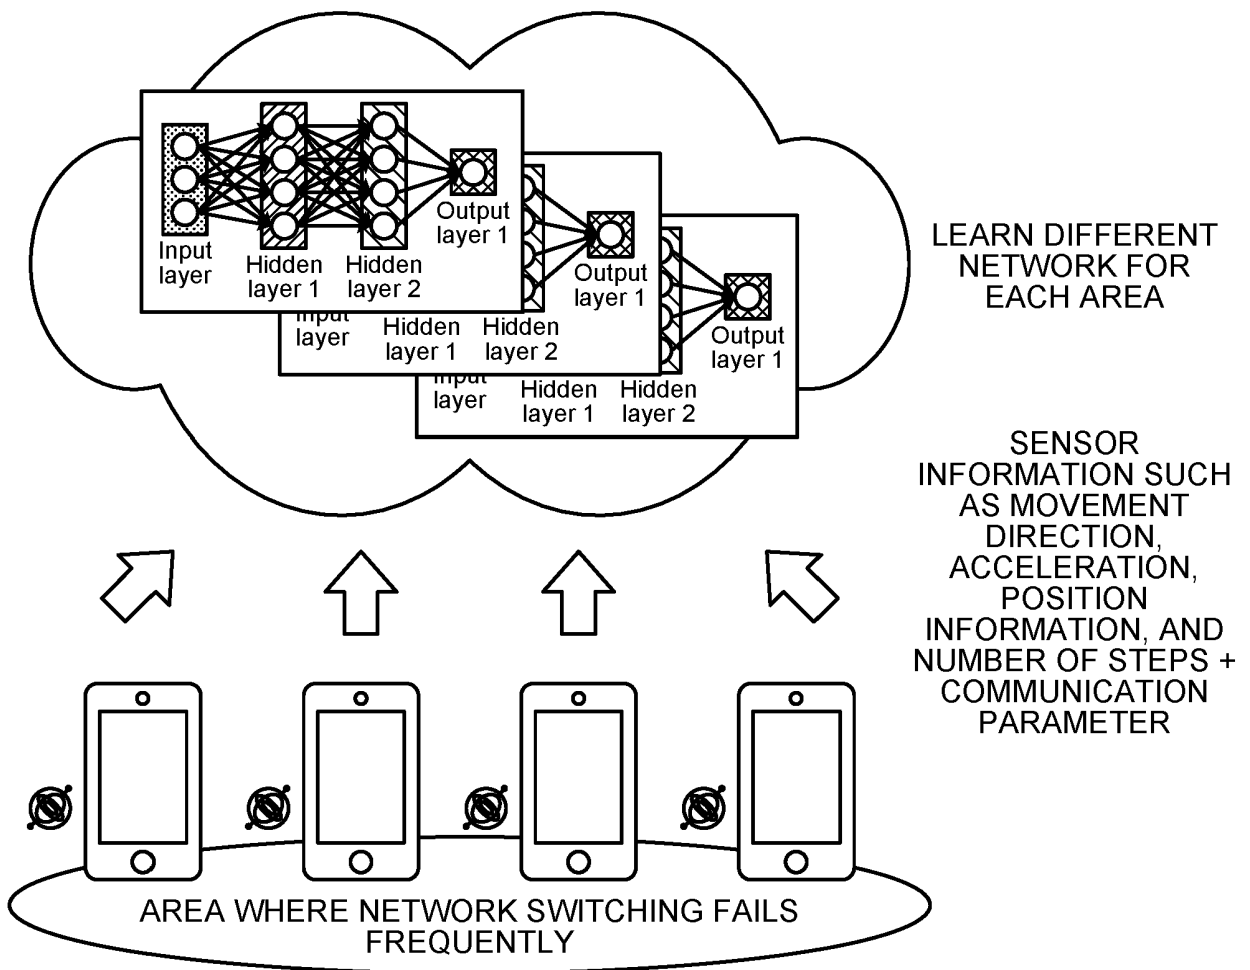 Input
layer
Hidden
layer 1
Hidden
layer 2
Output
layer 1
Input
layer
Hidden
layer 1
Hidden
layer 2
Output
layer 1
Input
layer
Hidden
layer 1
Hidden
layer 2
Output
layer 1
LEARN DIFFERENT
NETWORK FOR
EACH AREA
SENSOR
INFORMATION SUCH
AS MOVEMENT
DIRECTION,
ACCELERATION,
POSITION
INFORMATION, AND
NUMBER OF STEPS +
COMMUNICATION
PARAMETER
AREA WHERE NETWORK SWITCHING FAILS
FREQUENTLY